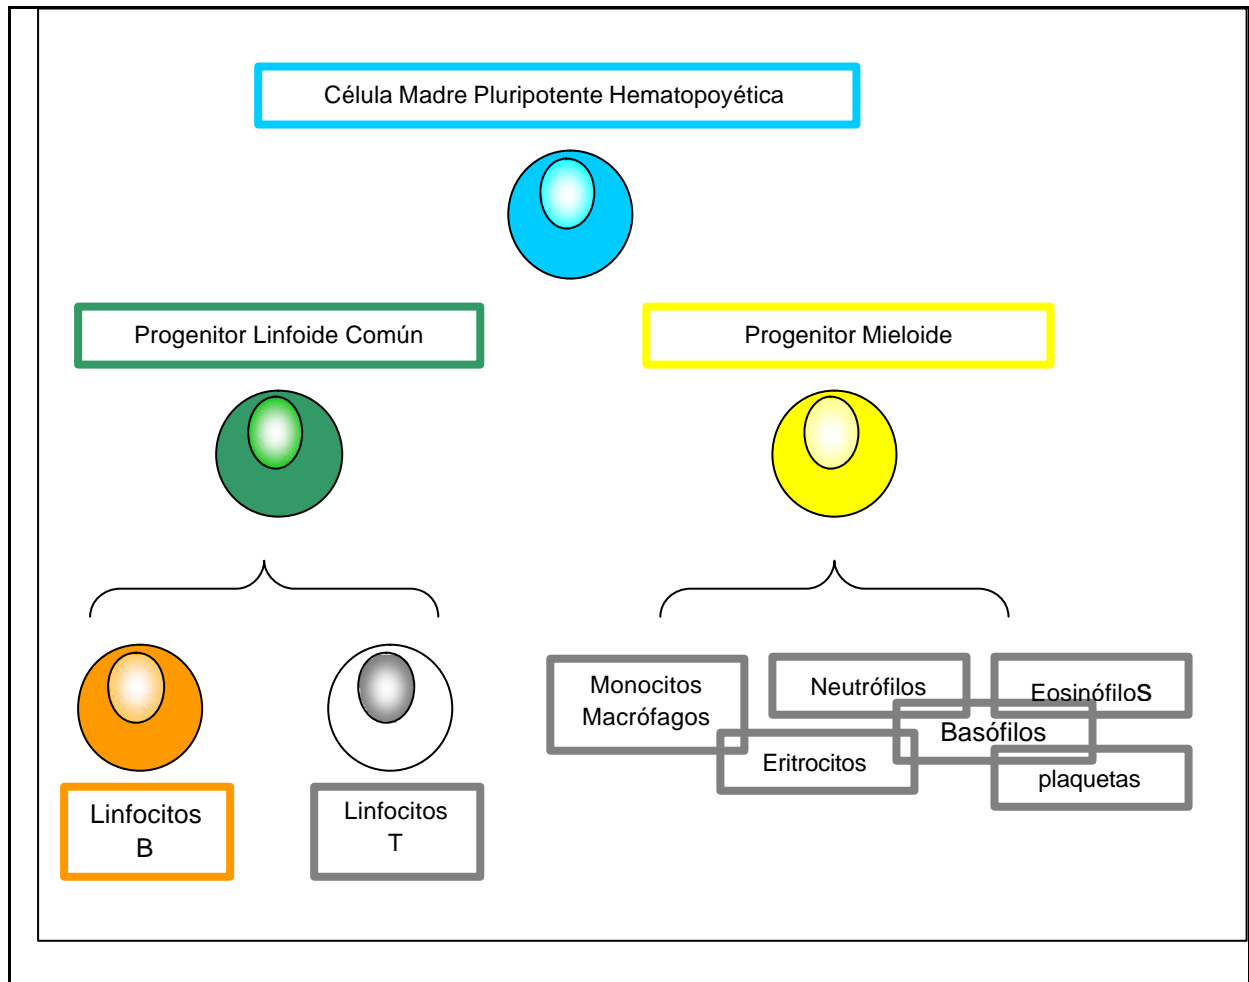 Célula Madre Pluripotente Hematopoyética
Progenitor Linfoide Común
Progenitor Mieloide
Linfocitos
B
Linfocitos
T
Monocitos
Macrófagos
Neutrófilos
Eosinófilos
Basófilos
Eritrocitos
plaquetas